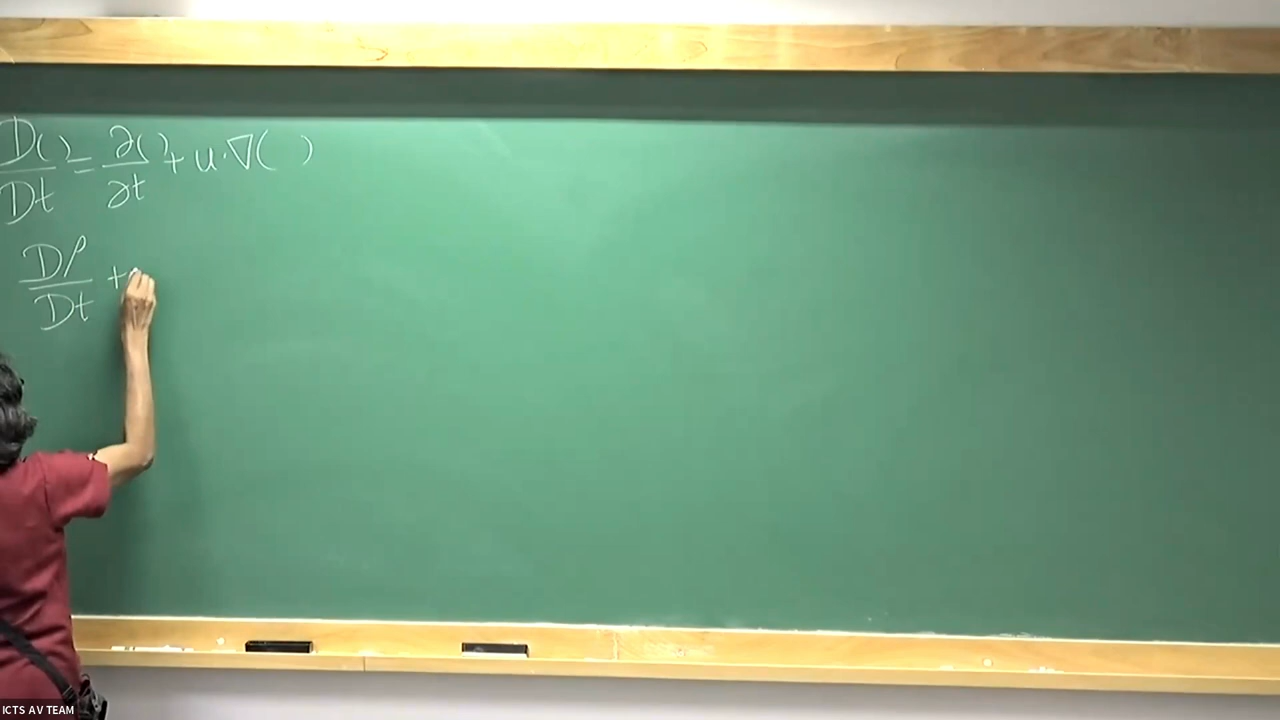 D( )/Dt = ∂( )/∂t + u·∇( )
Dρ/Dt +
ICTS AV TEAM